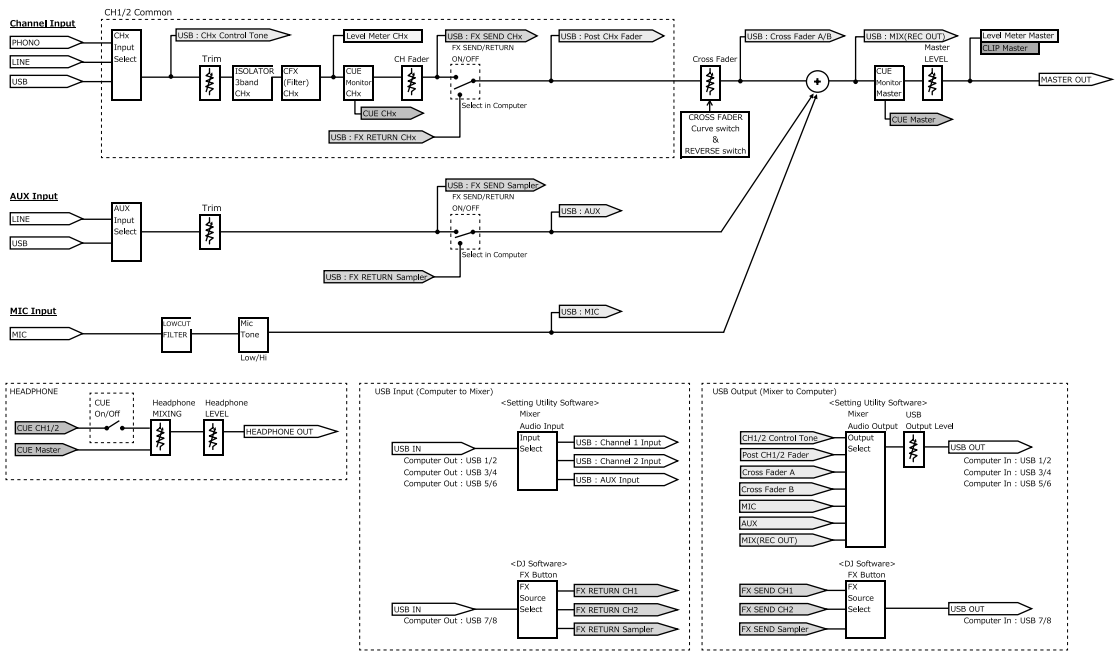 CH1/2 Common
Channel Input
PHONO
LINE
USB
CHx
Input
Select
USB : CHx Control Tone
Trim
ISOLATOR
3band
CHx
CFX
(Filter)
CHx
Level Meter CHx
CUE
Monitor
CHx
CUE CHx
CH Fader
USB : FX SEND CHx
FX SEND/RETURN
ON/OFF
Select in Computer
USB : FX RETURN CHx
USB : Post CHx Fader
Cross Fader
CROSS FADER
Curve switch
&
REVERSE switch
USB : Cross Fader A/B
USB : MIX(REC OUT)
CUE
Monitor
Master
CUE Master
Master
LEVEL
Level Meter Master
CLIP Master
MASTER OUT
AUX Input
LINE
USB
AUX
Input
Select
Trim
USB : FX SEND Sampler
FX SEND/RETURN
ON/OFF
Select in Computer
USB : FX RETURN Sampler
USB : AUX
MIC Input
MIC
LOWCUT
FILTER
Mic
Tone
Low/Hi
USB : MIC
HEADPHONE
CUE CH1/2
CUE Master
CUE
On/Off
Headphone
MIXING
Headphone
LEVEL
HEADPHONE OUT
USB Input (Computer to Mixer)
<Setting Utility Software>
Mixer
Audio Input
Input
Select
USB IN
Computer Out : USB 1/2
Computer Out : USB 3/4
Computer Out : USB 5/6
USB : Channel 1 Input
USB : Channel 2 Input
USB : AUX Input
<DJ Software>
FX Button
FX
Source
Select
USB IN
Computer Out : USB 7/8
FX RETURN CH1
FX RETURN CH2
FX RETURN Sampler
USB Output (Mixer to Computer)
<Setting Utility Software>
Mixer
Audio Output
Output
Select
USB
Output Level
CH1/2 Control Tone
Post CH1/2 Fader
Cross Fader A
Cross Fader B
MIC
AUX
MIX(REC OUT)
USB OUT
Computer In : USB 1/2
Computer In : USB 3/4
Computer In : USB 5/6
<DJ Software>
FX Button
FX
Source
Select
FX SEND CH1
FX SEND CH2
FX SEND Sampler
USB OUT
Computer In : USB 7/8